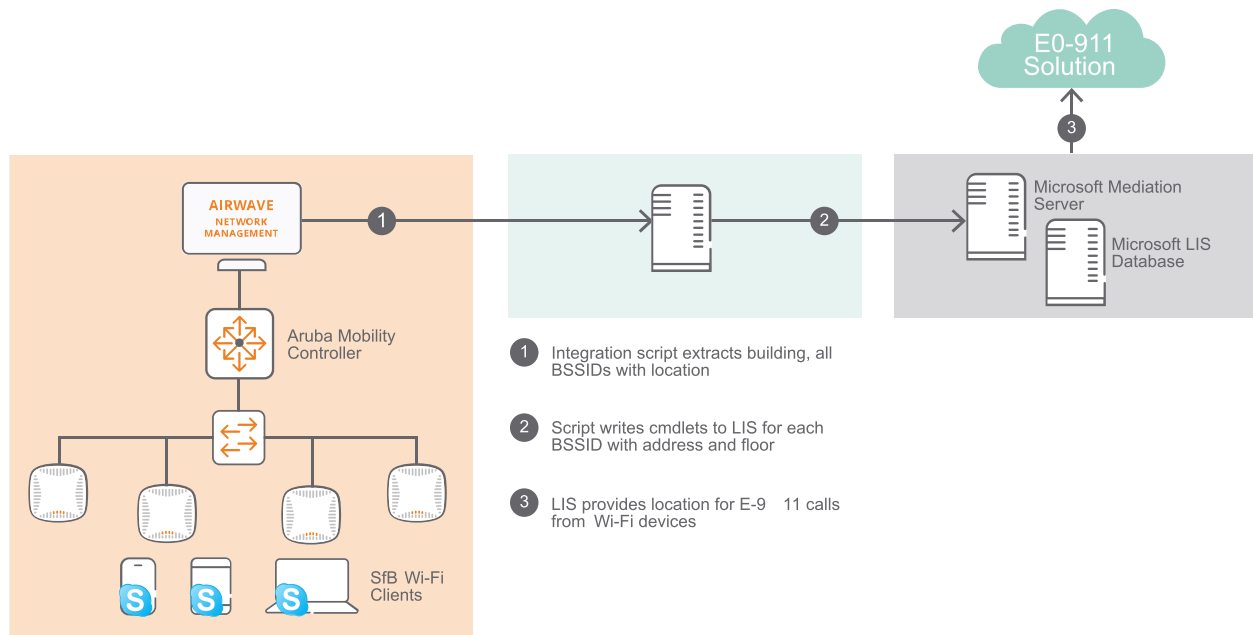 E0-911
Solution
3
AIRWAVE
NETWORK
MANAGEMENT
1
2
Microsoft Mediation
Server
Microsoft LIS
Database
Aruba Mobility
Controller
1 Integration script extracts building, all
BSSIDs with location
2 Script writes cmdlets to LIS for each
BSSID with address and floor
3 LIS provides location for E-9 11 calls
from Wi-Fi devices
S
S
S
SfB Wi-Fi
Clients